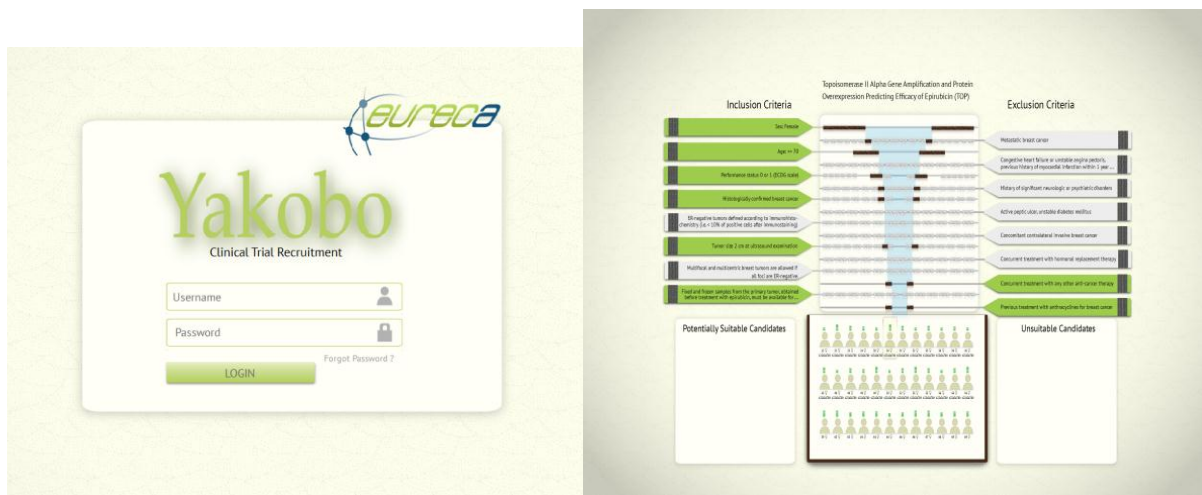 eureca
Yakobo
Clinical Trial Recruitment
Username
Password
Forgot Password ?
LOGIN
Topoisomerase II Alpha Gene Amplification and Protein
Overexpression Predicting Efficacy of Epirubicin (TOP)
Inclusion Criteria
Exclusion Criteria
Sex: Female
Age: <= 70
Performance status 0 or 1 (ECOG scale)
Histologically confirmed breast cancer
ER-negative tumors defined according to immunohisto-
chemistry (i.e. < 10% of positive cells after immunostaining)
Tumor size 2 cm at ultrasound examination
Multifocal and multicentric breast tumors are allowed if
all foci are ER-negative
Fixed and frozen samples from the primary tumor, obtained
before treatment with epirubicin, must be available for ...
Metastatic breast cancer
Congestive heart failure or unstable angina pectoris,
previous history of myocardial infarction within 1 year ...
History of significant neurologic or psychiatric disorders
Active peptic ulcer, unstable diabetes mellitus
Concomitant contralateral invasive breast cancer
Concurrent treatment with hormonal replacement therapy
Concurrent treatment with any other anti-cancer therapy
Previous treatment with anthracyclines for breast cancer
Potentially Suitable Candidates
Unsuitable Candidates